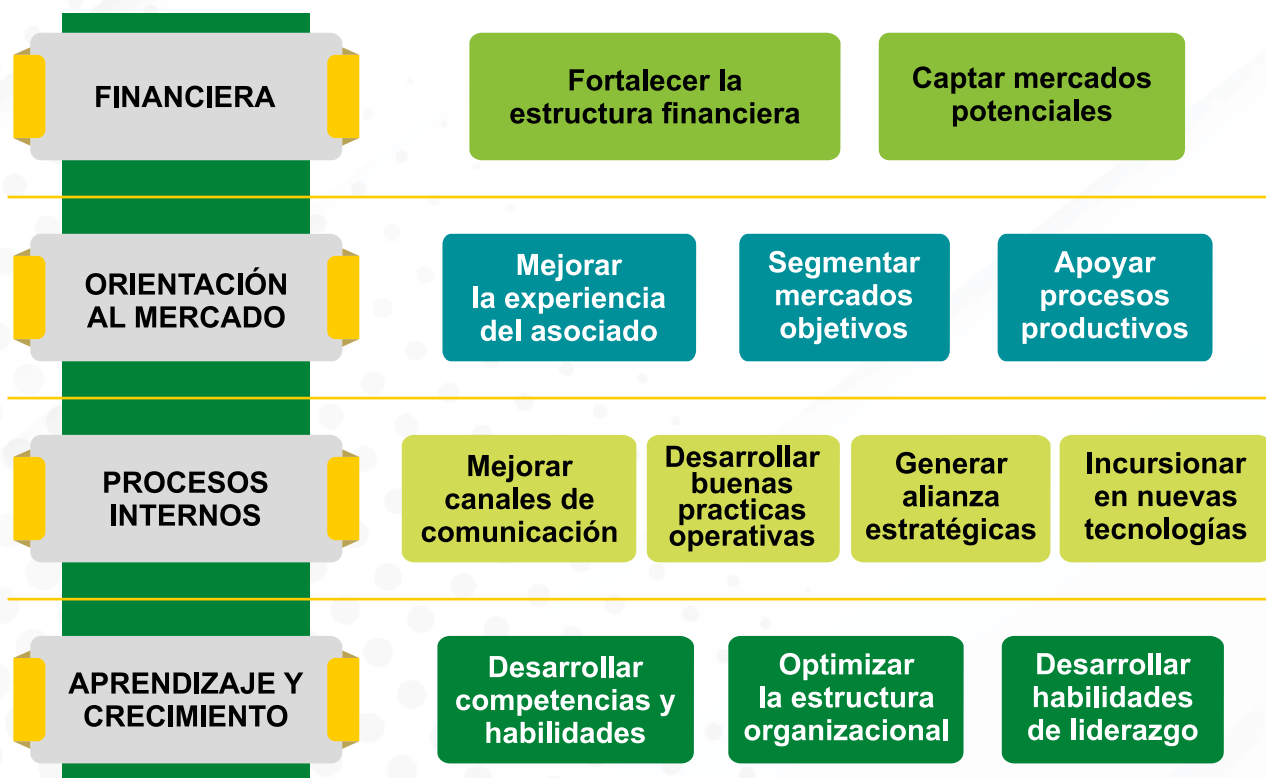 FINANCIERA
Fortalecer la
estructura financiera
Captar mercados
potenciales
ORIENTACIÓN
AL MERCADO
Mejorar
la experiencia
del asociado
Segmentar
mercados
objetivos
Apoyar
procesos
productivos
PROCESOS
INTERNOS
Mejorar
canales de
comunicación
Desarrollar
buenas
practicas
operativas
Generar
alianza
estratégicas
Incursionar
en nuevas
tecnologías
APRENDIZAJE Y
CRECIMIENTO
Desarrollar
competencias y
habilidades
Optimizar
la estructura
organizacional
Desarrollar
habilidades
de liderazgo